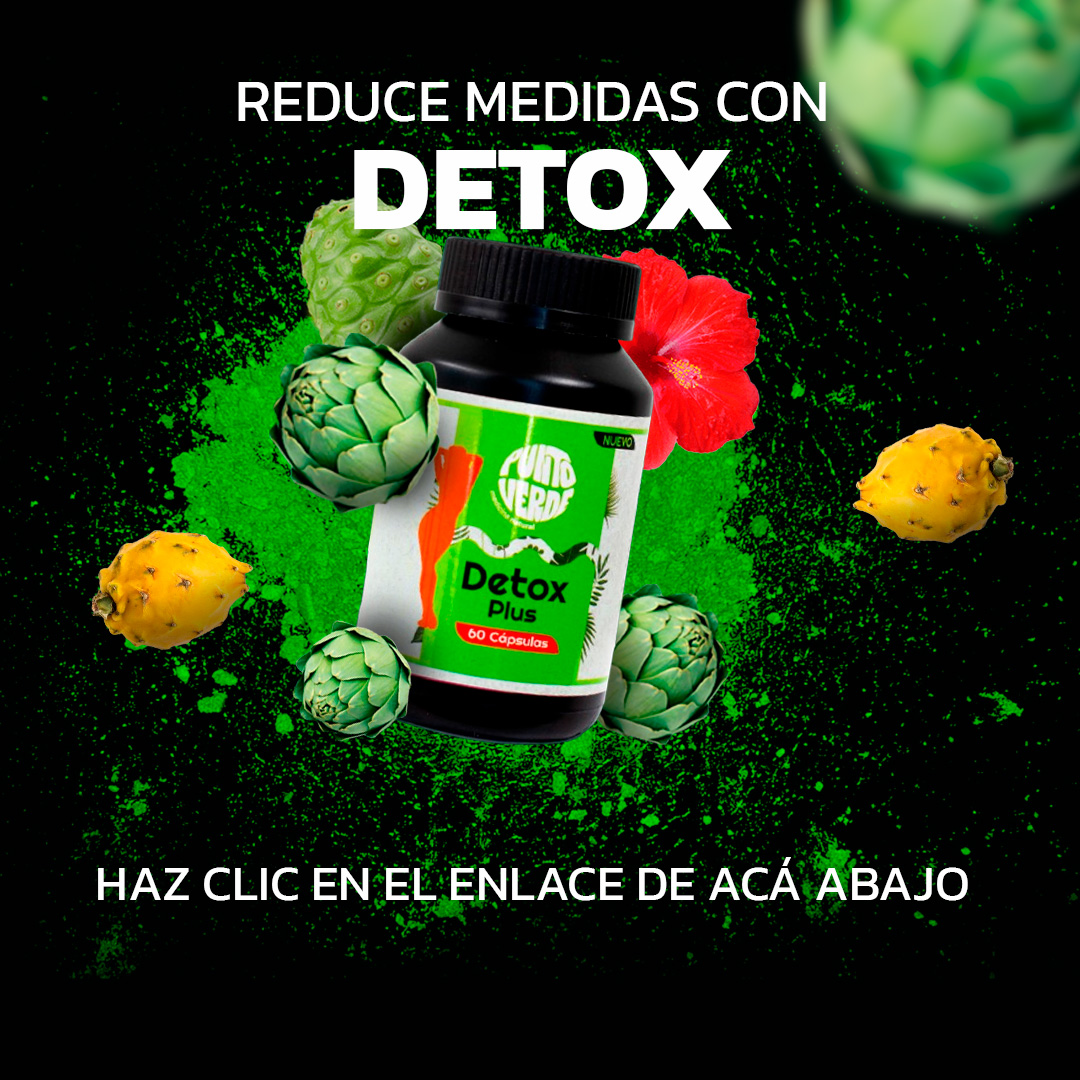 REDUCE MEDIDAS CON
DETOX
NUEVO
PUNTO
VERDE
Detox
Plus
60 Cápsulas
HAZ CLIC EN EL ENLACE DE ACÁ ABAJO